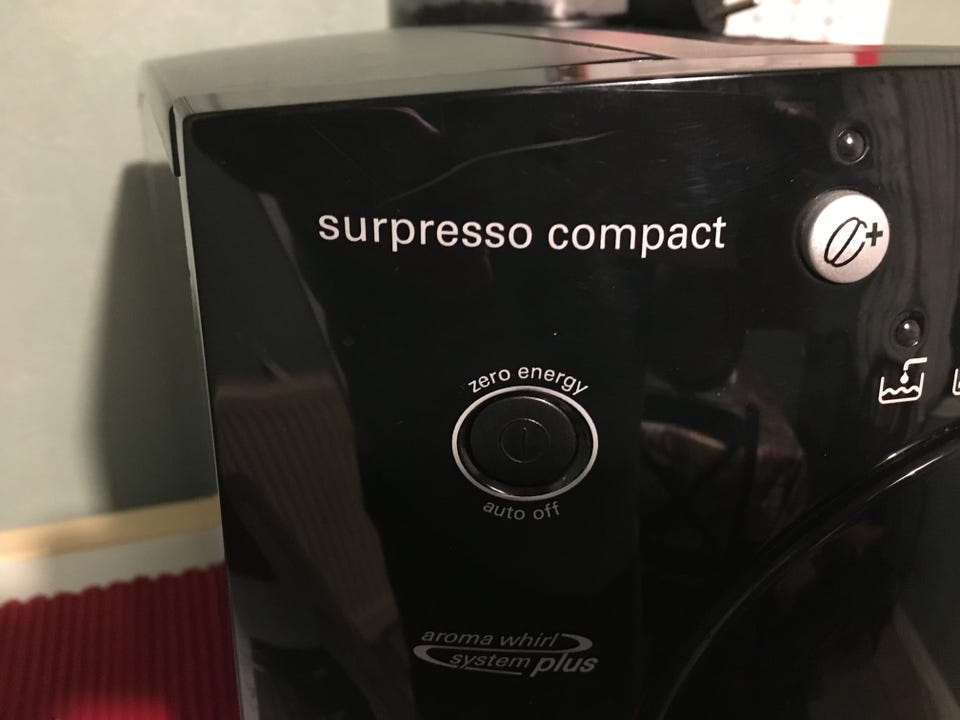 surpresso compact
zero energy
auto off
aroma whirl
system plus